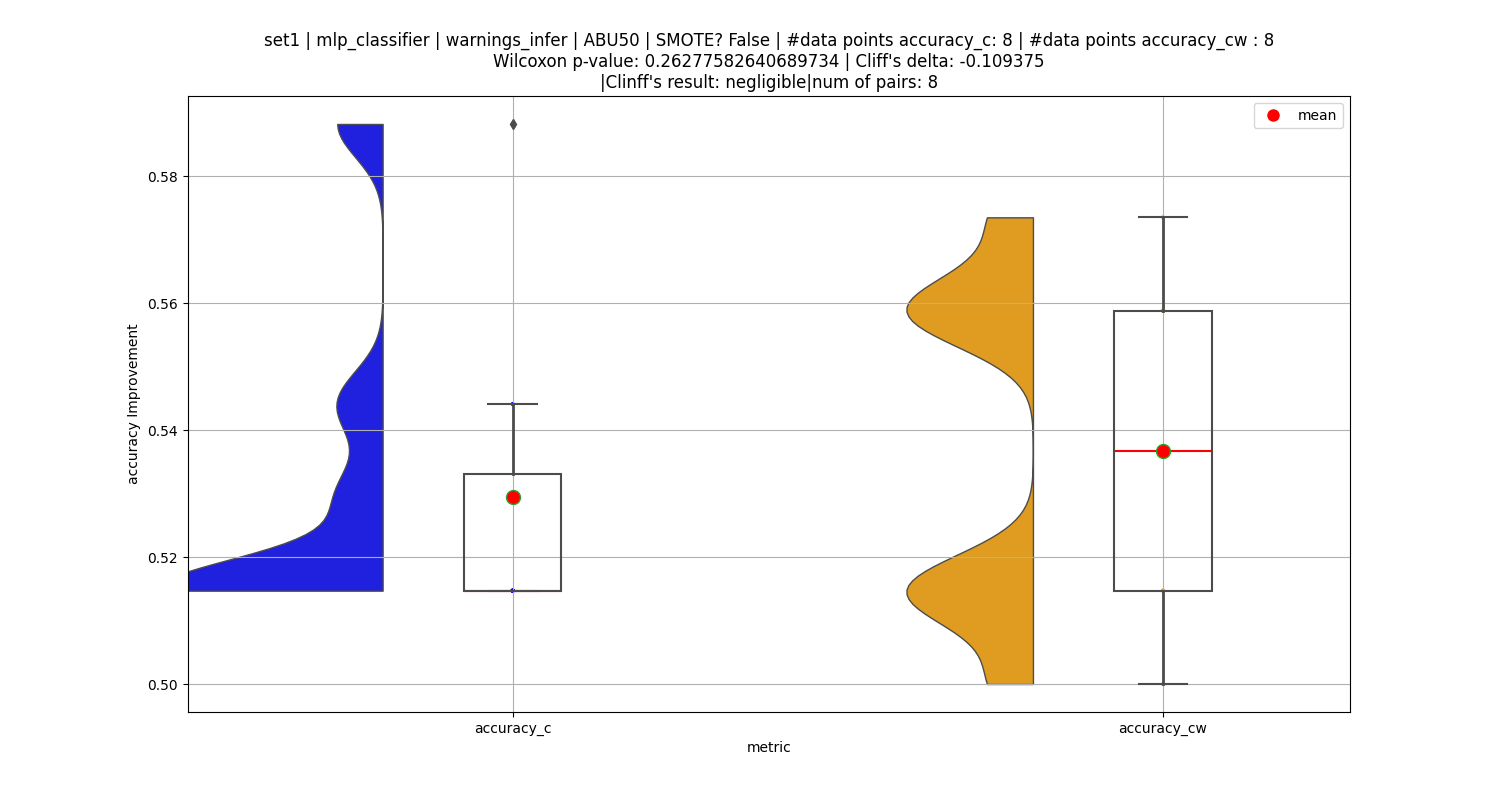 set1 | mlp_classifier | warnings_infer | ABU50 | SMOTE? False | #data points accuracy_c: 8 | #data points accuracy_cw : 8
Wilcoxon p-value: 0.26277582640689734 | Cliff's delta: -0.109375
|Clinff's result: negligible|num of pairs: 8
mean
0.58
0.56
0.54
0.52
0.50
accuracy Improvement
accuracy_c
accuracy_cw
metric